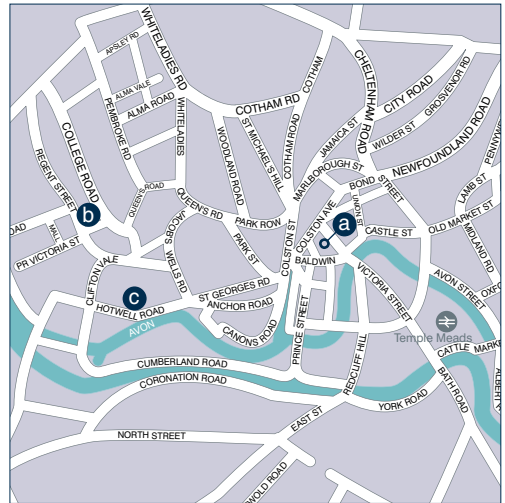 WHITELADIES RD
APSLEY RD
ALMA VALE
ALMA ROAD
PEMBROKE RD
WHITELADIES
COLLEGE ROAD
REGENT STREET
COTHAM RD
COTHAM
COTHAM ROAD
ST MICHAEL'S HILL
WOODLAND ROAD
CHELTENHAM ROAD
CITY ROAD
GROSVENOR RD
JAMAICA ST
WILDER ST
NEWFOUNDLAND ROAD
MARLBOROUGH ST
BOND STREET
LAMB ST
UNION ST
OLD MARKET ST
MIDLAND RD
CASTLE ST
COLSTON AVE
COLSTON ST
QUEEN'S ROAD
QUEEN'S RD
PARK ROW
PARK ST
JACOBS WELLS RD
a
b
c
BALDWIN
MALL
PR VICTORIA ST
CLIFTON VALE
HOTWELL ROAD
AVON
ST GEORGES RD
ANCHOR ROAD
CANON'S ROAD
PRINCE STREET
VICTORIA STREET
AVON STREET
Temple Meads
REDCLIFF HILL
BATH ROAD
CUMBERLAND ROAD
CORONATION ROAD
YORK ROAD
EAST ST
NORTH STREET